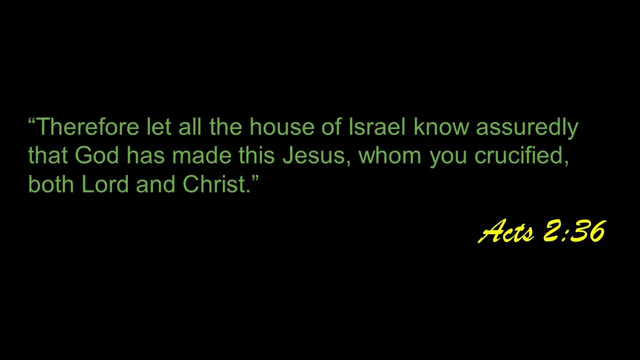 “Therefore let all the house of Israel know assuredly
that God has made this Jesus, whom you crucified,
both Lord and Christ.”
Acts 2:36